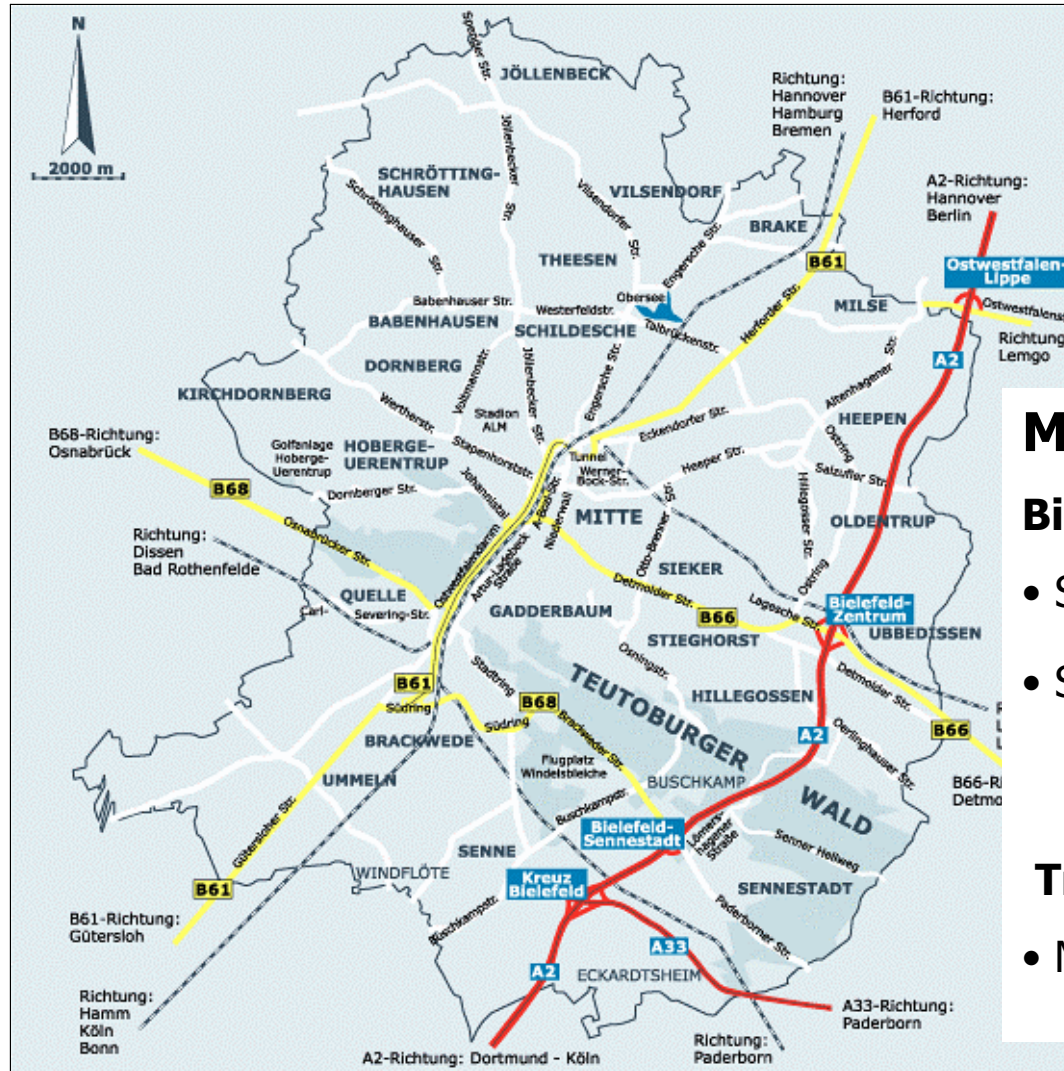 N
2000 m
Spenger Str.
JÖLLENBECK
Richtung:
Hannover
Hamburg
Bremen
B61-Richtung:
Herford
A2-Richtung:
Hannover
Berlin
SCHRÖTTING-
HAUSEN
Schröttinghauser Str.
Jöllenbecker Str.
Vilsendorfer Str.
VILSENDORF
Engersche Str.
BRAKE
THEESEN
B61
Ostwestfalen-
Lippe
Obersee
Babenhauser Str.
Westerfeldstr.
BABENHAUSEN
SCHILDESCHE
Talbrückenstr.
Herforder Str.
MILSE
Richtung
Lemgo
A2
DORNBERG
Voltmannstr.
Jöllenbecker Str.
Engersche Str.
Altenhagener Str.
KIRCHDORNBERG
Wertherstr.
Stadion
ALM
Eckendorfer Str.
HEEPEN
B68-Richtung:
Osnabrück
Golfanlage
Hoberge-
Uerentrup
HOBERGE-
UERENTRUP
Stapenhorststr.
Tunnel
Werner-
Bock-Str.
Heeper Str.
Ostring
Salzufler Str.
B68
Dornberger Str.
Johannistal
Niederwall
MITTE
Hillegosser Str.
OLDENTRUP
Osnabrücker Str.
Richtung:
Dissen
Bad Rothenfelde
Ostwestfalendamm
Artur-Ladebeck
Straße
Otto-Brenner Str.
SIEKER
Ostring
QUELLE
Carl-
Severing-Str.
GADDERBAUM
Detmolder Str.
B66
Lagesche Str.
Bielefeld-
Zentrum
STIEGHORST
UBBEDISSEN
Osningstr.
B61
Stadtring
TEUTOBURGER
HILLEGOSSEN
Detmolder Str.
Südring
B68
Südring
Brackweder Str.
A2
Oerlinghauser Str.
B66
BRACKWEDE
Flugplatz
Windelsbleiche
BUSCHKAMP
WALD
UMMELN
Buschkampstr.
Bielefeld-
Sennestadt
Lämers-
hagener
Straße
Senner Hellweg
Gütersloher Str.
SENNE
WINDFLÖTE
Kreuz
Bielefeld
SENNESTADT
B61
B61-Richtung:
Gütersloh
Buschkampstr.
Paderborner Str.
A33
A2
ECKARDTSHEIM
Richtung:
Hamm
Köln
Bonn
A33-Richtung:
Paderborn
A2-Richtung: Dortmund - Köln
Richtung:
Paderborn